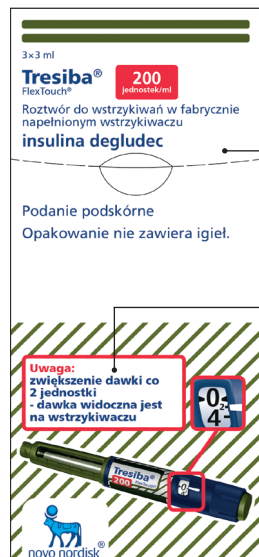 3×3 ml
Tresiba®
FlexTouch®
200
jednostek/ml
Roztwór do wstrzykiwań w fabrycznie
napełnionym wstrzykiwaczu
insulina degludec
Podanie podskórne
Opakowanie nie zawiera igieł.
Uwaga:
zwiększenie dawki co
2 jednostki
- dawka widoczna jest
na wstrzykiwaczu
0
2
4
Tresiba®
FlexTouch®
200
novo nordisk®